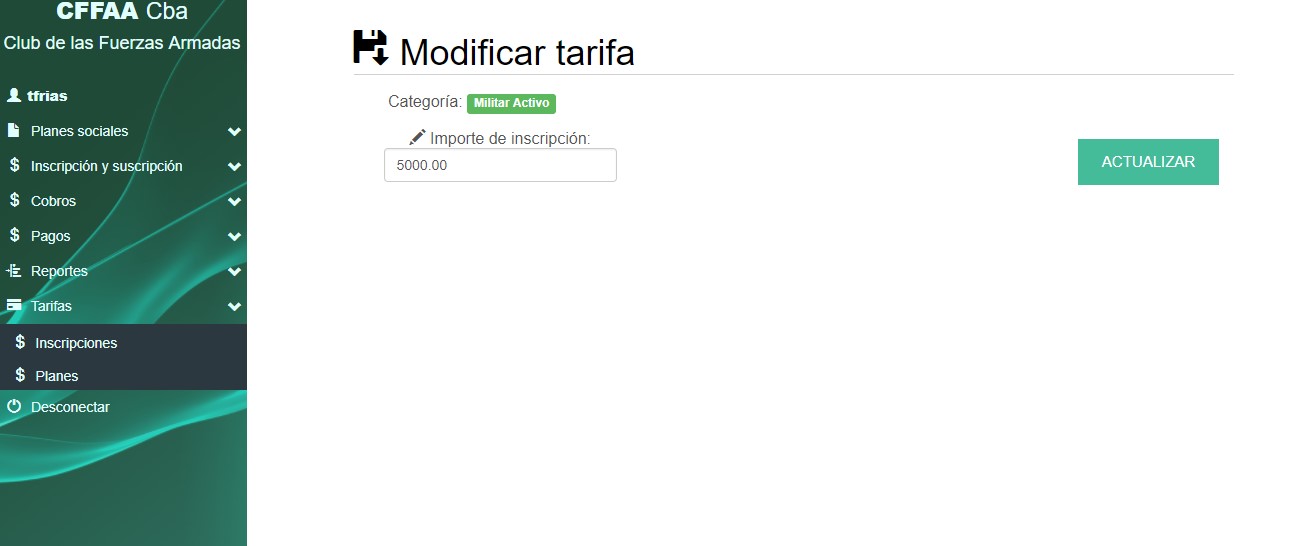 CFFAA Cba
Club de las Fuerzas Armadas
tfrias
Planes sociales
$ Inscripción y suscripción
$ Cobros
$ Pagos
Reportes
Tarifas
$ Inscripciones
$ Planes
Desconectar
Modificar tarifa
Categoría: Militar Activo
Importe de inscripción:
5000.00
ACTUALIZAR